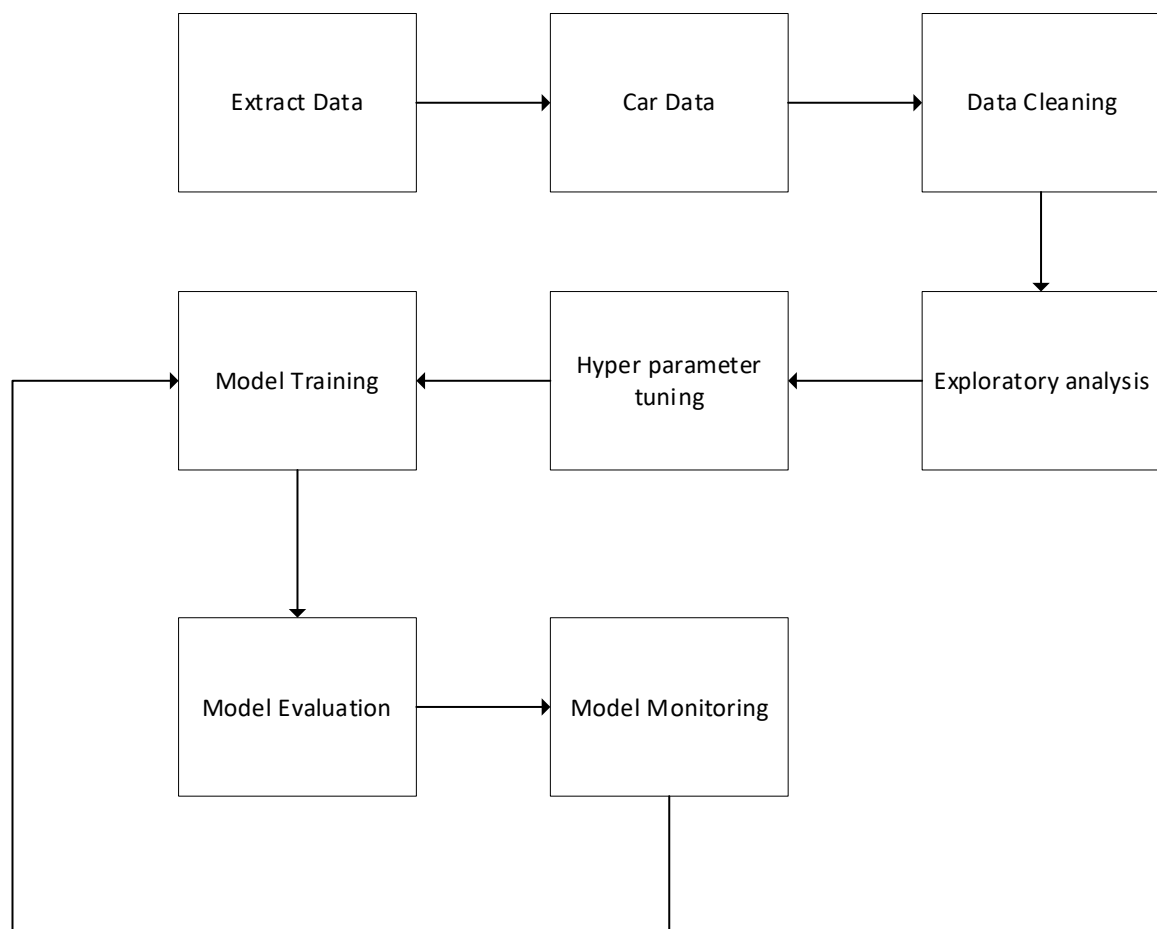 Extract Data
Car Data
Data Cleaning
Model Training
Hyper parameter
tuning
Exploratory analysis
Model Evaluation
Model Monitoring